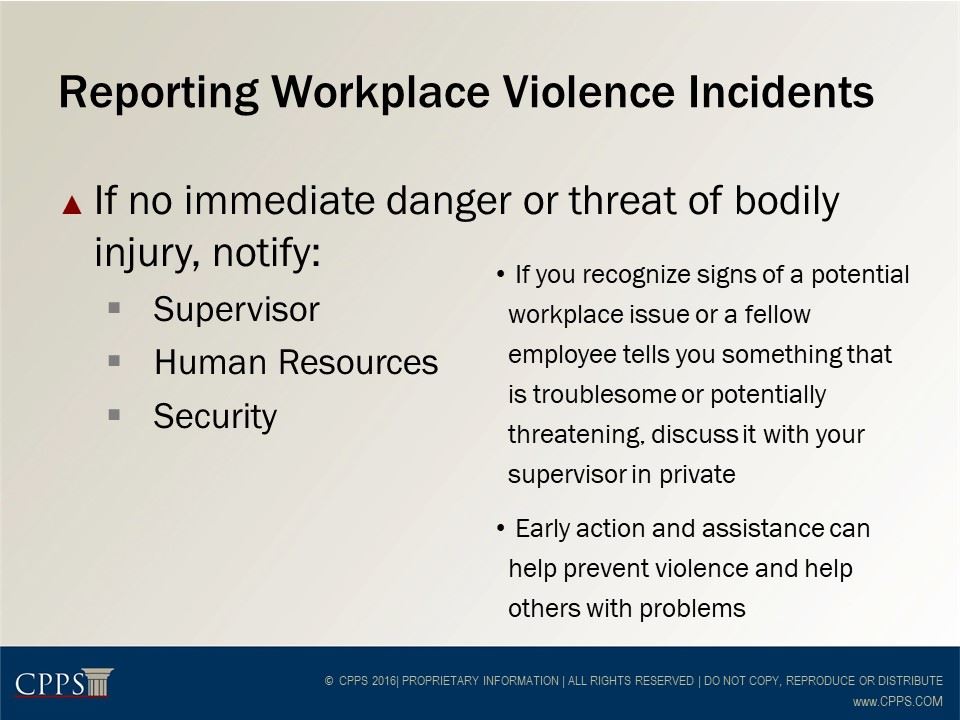 Reporting Workplace Violence Incidents
▲ If no immediate danger or threat of bodily
injury, notify:
▪ Supervisor
▪ Human Resources
▪ Security
• If you recognize signs of a potential
workplace issue or a fellow
employee tells you something that
is troublesome or potentially
threatening, discuss it with your
supervisor in private
• Early action and assistance can
help prevent violence and help
others with problems
CPPS
© CPPS 2016| PROPRIETARY INFORMATION | ALL RIGHTS RESERVED | DO NOT COPY, REPRODUCE OR DISTRIBUTE
www.CPPS.COM